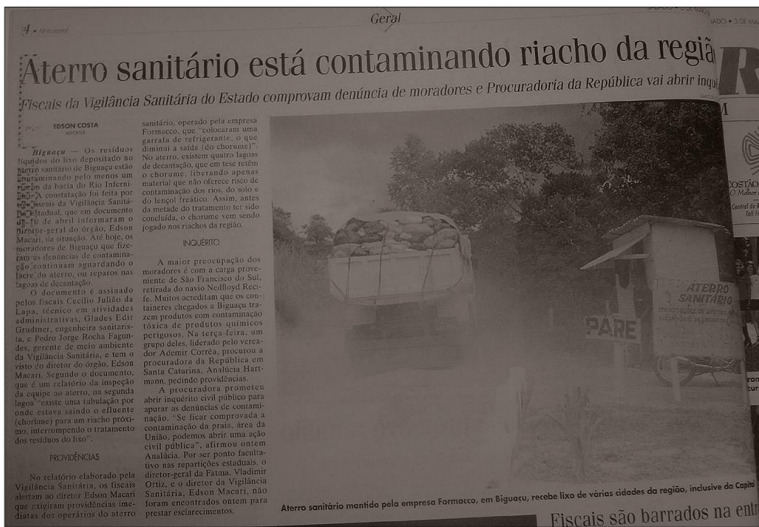 4 •
Geral
Aterro sanitário está contaminando riacho da regiã
Fiscais da Vigilância Sanitária do Estado comprovam denúncia de moradores e Procuradoria da República vai abrir inqu
EDSON COSTA
Biguaçu — Os resíduos
líquidos do lixo depositado no
aterro sanitário de Biguaçu estão
contaminando pelo menos um
da bacia do Rio Inferni-
A constatação foi feita por
da Vigilância Sanitá-
Estadual, que em documento
de abril informaram o
geral do órgão, Edson
Macari, da situação. Até hoje, os
moradores de Biguaçu que fize-
ram as denúncias de contamina-
ção continuam aguardando o
lacre do aterro, ou reparos nas
lagoas de decantação.
O documento é assinado
pelos fiscais Cecílio Julião da
Lapa, técnico em atividades
administrativas, Glades Edir
Grudmer, engenheira sanitaris-
ta, e Pedro Jorge Rocha Fagun-
des, gerente de meio ambiente
da Vigilância Sanitária, e tem o
visto do diretor do órgão, Edson
Macari. Segundo o documento,
que é um relatório da inspeção
da equipe ao aterro, na segunda
lagoa "existe uma tabulação por
onde estava saindo o efluente
(chorume) para um riacho próxi-
mo, interrompendo o tratamento
dos resíduos do lixo".
PROVIDÊNCIAS
No relatório elaborado pela
Vigilância Sanitária, os fiscais
alertam ao diretor Edson Macari
que exigiram providências ime-
diatas dos operários do aterro
sanitário, operado pela empresa
Formacco, que "colocaram uma
garrafa de refrigerante, o que
diminui a saída (do chorume)".
No aterro, existem quatro lagoas
de decantação, que em tese retêm
o chorume, liberando apenas
material que não oferece risco de
contaminação dos rios, do solo e
do lençol freático. Assim, antes
da metade do tratamento ter sido
concluída, o chorume vem sendo
jogado nos riachos da região.
INQUÉRITO
A maior preocupação dos
moradores é com a carga prove-
niente de São Francisco do Sul,
retirada do navio Nedlloyd Reci-
fe. Muitos acreditam que os con-
têineres chegados a Biguaçu tra-
zem produtos com contaminação
tóxica de produtos químicos
perigosos. Na terça-feira, um
grupo deles, liderado pelo verea-
dor Ademir Corrêa, procurou a
procuradora da República em
Santa Catarina, Analúcia Hart-
mann, pedindo providências.
A procuradora prometeu
abrir inquérito civil público para
apurar as denúncias de contami-
nação. "Se ficar comprovada a
contaminação da praia, área da
União, podemos abrir uma ação
civil pública", afirmou ontem
Analúcia. Por ser ponto faculta-
tivo nas repartições estaduais, o
diretor-geral da Fatma, Vladimir
Ortiz, e o diretor da Vigilância
Sanitária, Edson Macari, não
foram encontrados ontem para
prestar esclarecimentos.
ATERRO
SANITÁRIO
PARE
Aterro sanitário mantido pela empresa Formacco, em Biguaçu, recebe lixo de várias cidades da região, inclusive da Capital
Fiscais são barrados na ent
R
COSTÃO